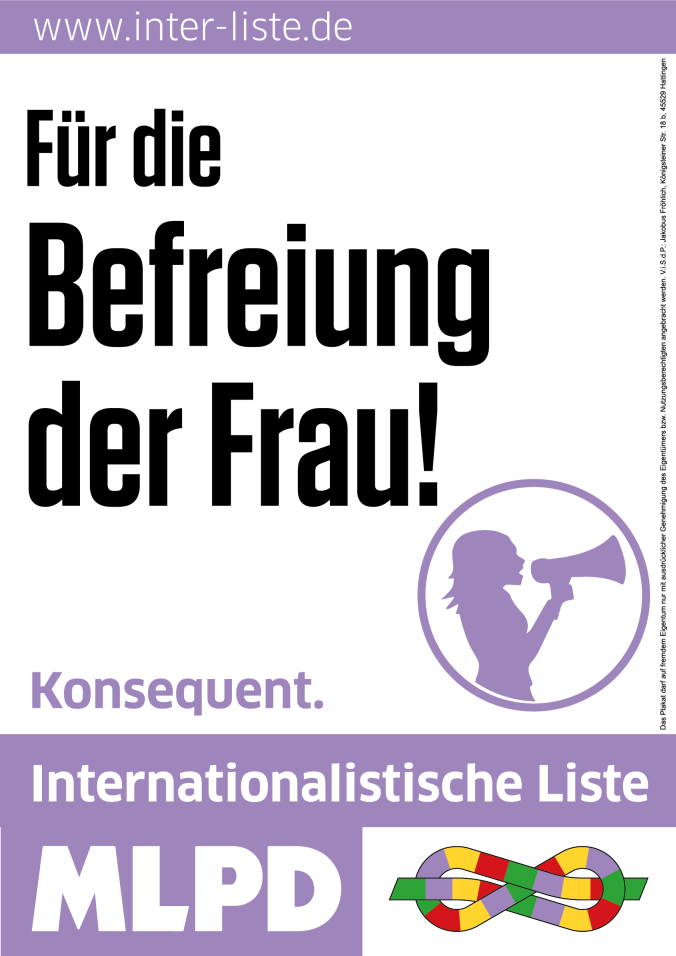 www.inter-liste.de
Für die
Befreiung
der Frau!
Konsequent.
Internationalistische Liste
MLPD
Das Plakat darf auf fremdem Eigentum nur mit ausdrücklicher Genehmigung des Eigentümers bzw. Nutzungsberechtigten angebracht werden. V.i.S.d.P.: Jakobus Fröhlich, Königsteiner Str. 18 b, 45529 Hattingen